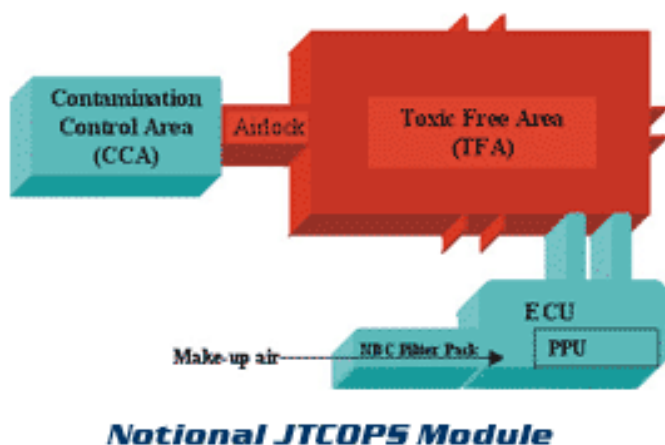 Contamination
Control Area
(CCA)
Airlock
Toxic Free Area
(TFA)
ECU
Make-up air
NBC Filter Pack
PPU
Notional JTCOPS Module